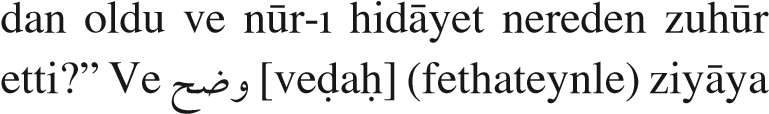 dan oldu ve nūr-ı hidāyet nereden zuhūr
etti?” Ve وضح [veḍaḥ] (fethateynle) ziyāya